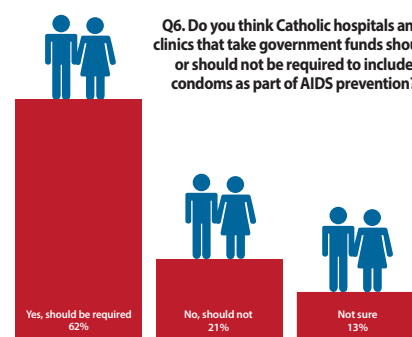 Q6. Do you think Catholic hospitals an
clinics that take government funds shou
or should not be required to include
condoms as part of AIDS prevention?
Yes, should be required
62%
No, should not
21%
Not sure
13%